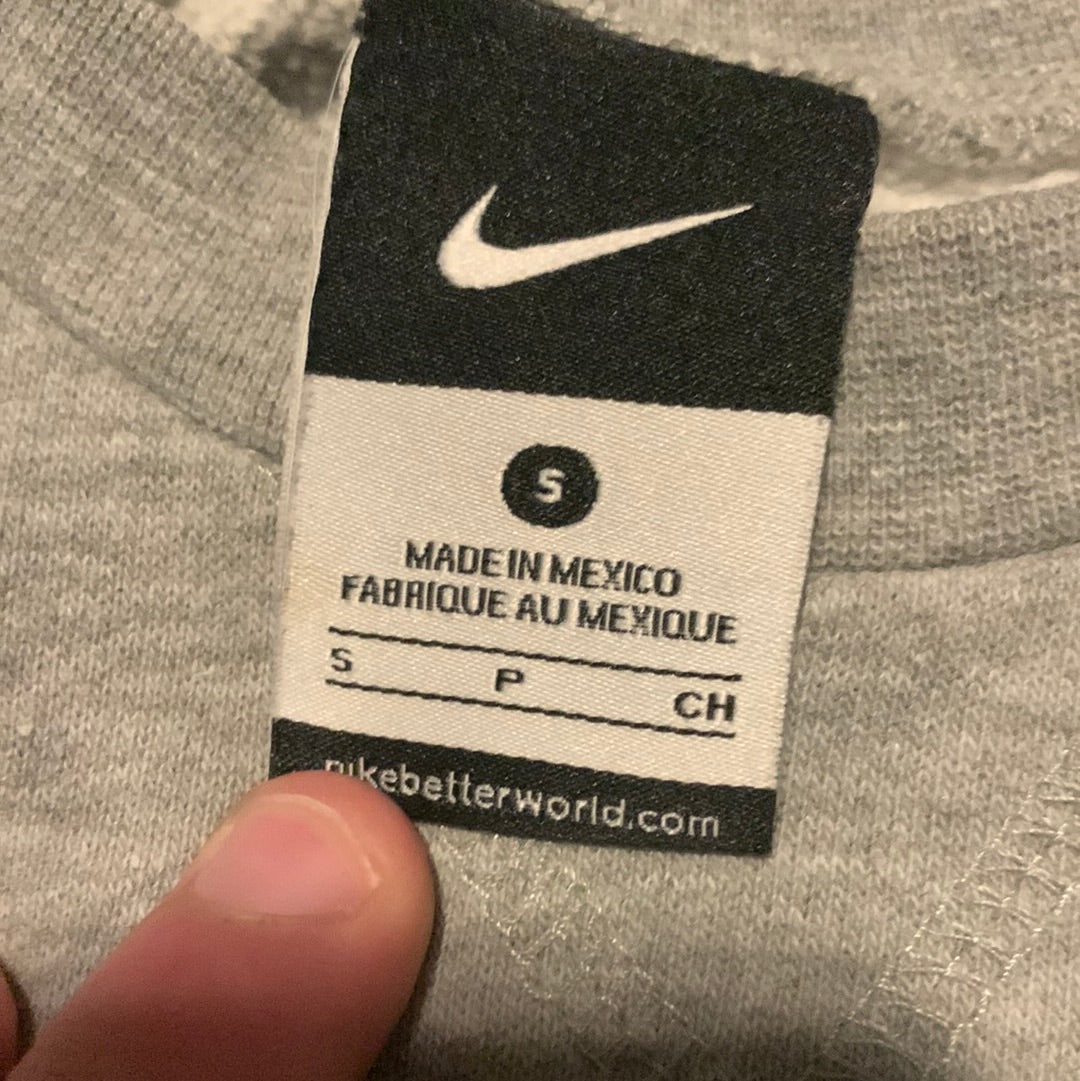 S
MADE IN MEXICO
FABRIQUE AU MEXIQUE
S P CH
nikebetterworld.com